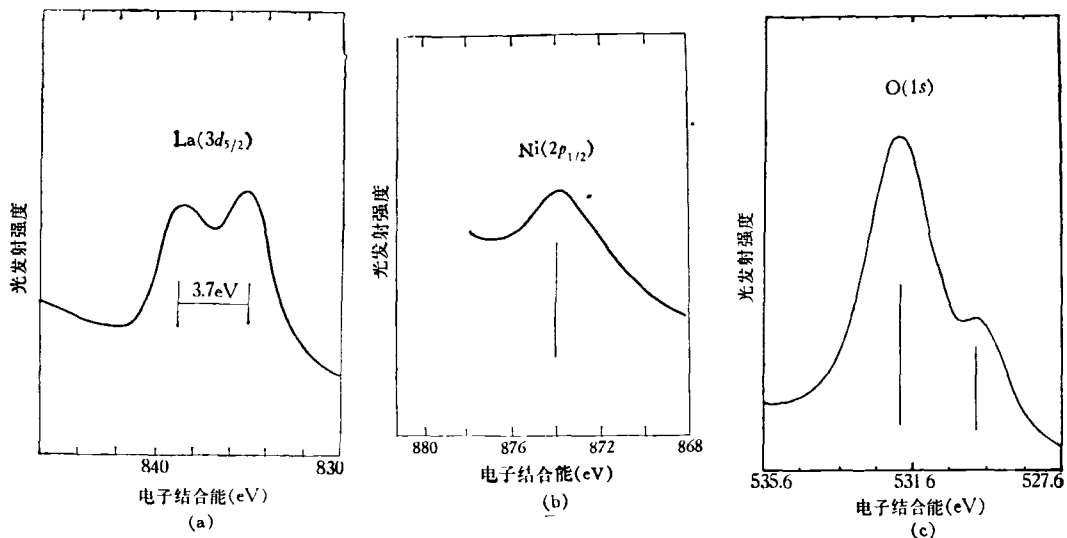 La(3d5/2)
3.7eV
光发射强度
840
830
电子结合能(eV)
(a)
Ni(2p1/2)
光发射强度
880
876
872
868
电子结合能(eV)
(b)
O(1s)
光发射强度
535.6
531.6
527.6
电子结合能(eV)
(c)